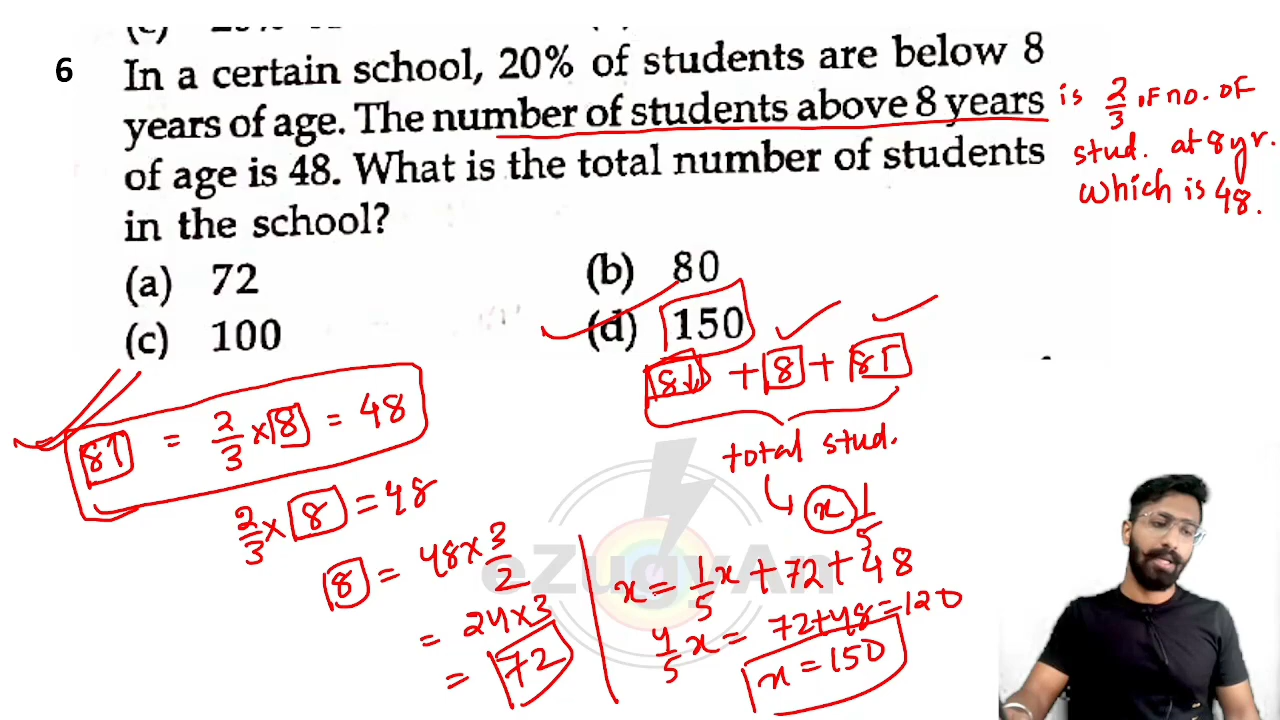 6
In a certain school, 20% of students are below 8
years of age. The number of students above 8 years
of age is 48. What is the total number of students
in the school?
(a) 72
(b) 80
(c) 100
(d) 150
is 2/3 of no. of
stud. at 8yr.
which is 48.
8↓ + 8 + 8↑
total stud.
x 1/5
8↑ = 2/3 × 8 = 48
2/3 × 8 = 48
8 = 48 × 3/2
= 24 × 3
= 72
x = 1/5 x + 72 + 48
4/5 x = 72+48 = 120
x = 150
eZugyAn